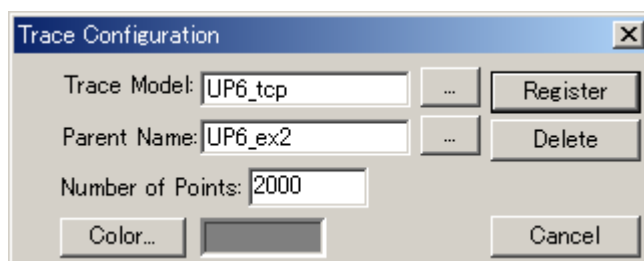 Trace Configuration
Trace Model: UP6_tcp ... Register
Parent Name: UP6_ex2 ... Delete
Number of Points: 2000
Color... Cancel